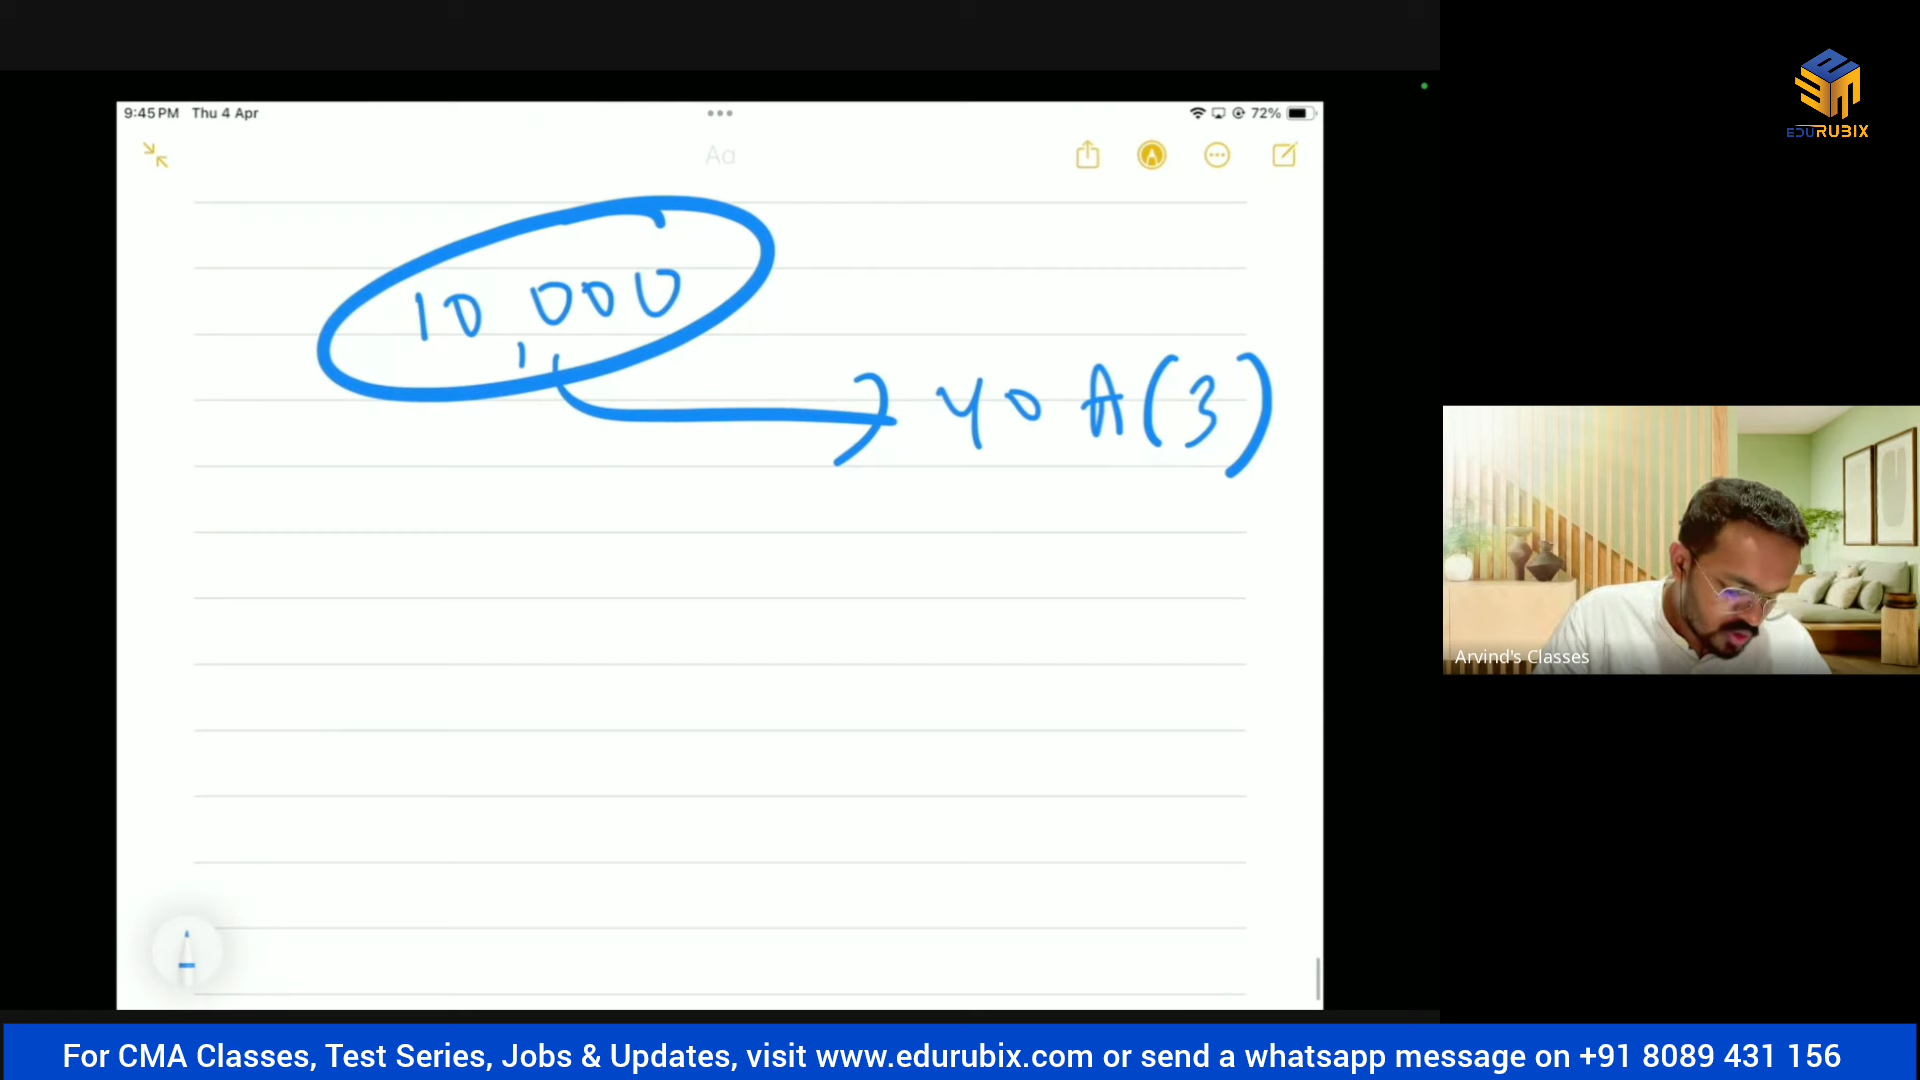 9:45 PM Thu 4 Apr
72%
Aa
10,000
40 A(3)
EDURUBIX
Arvind's Classes
For CMA Classes, Test Series, Jobs & Updates, visit www.edurubix.com or send a whatsapp message on +91 8089 431 156